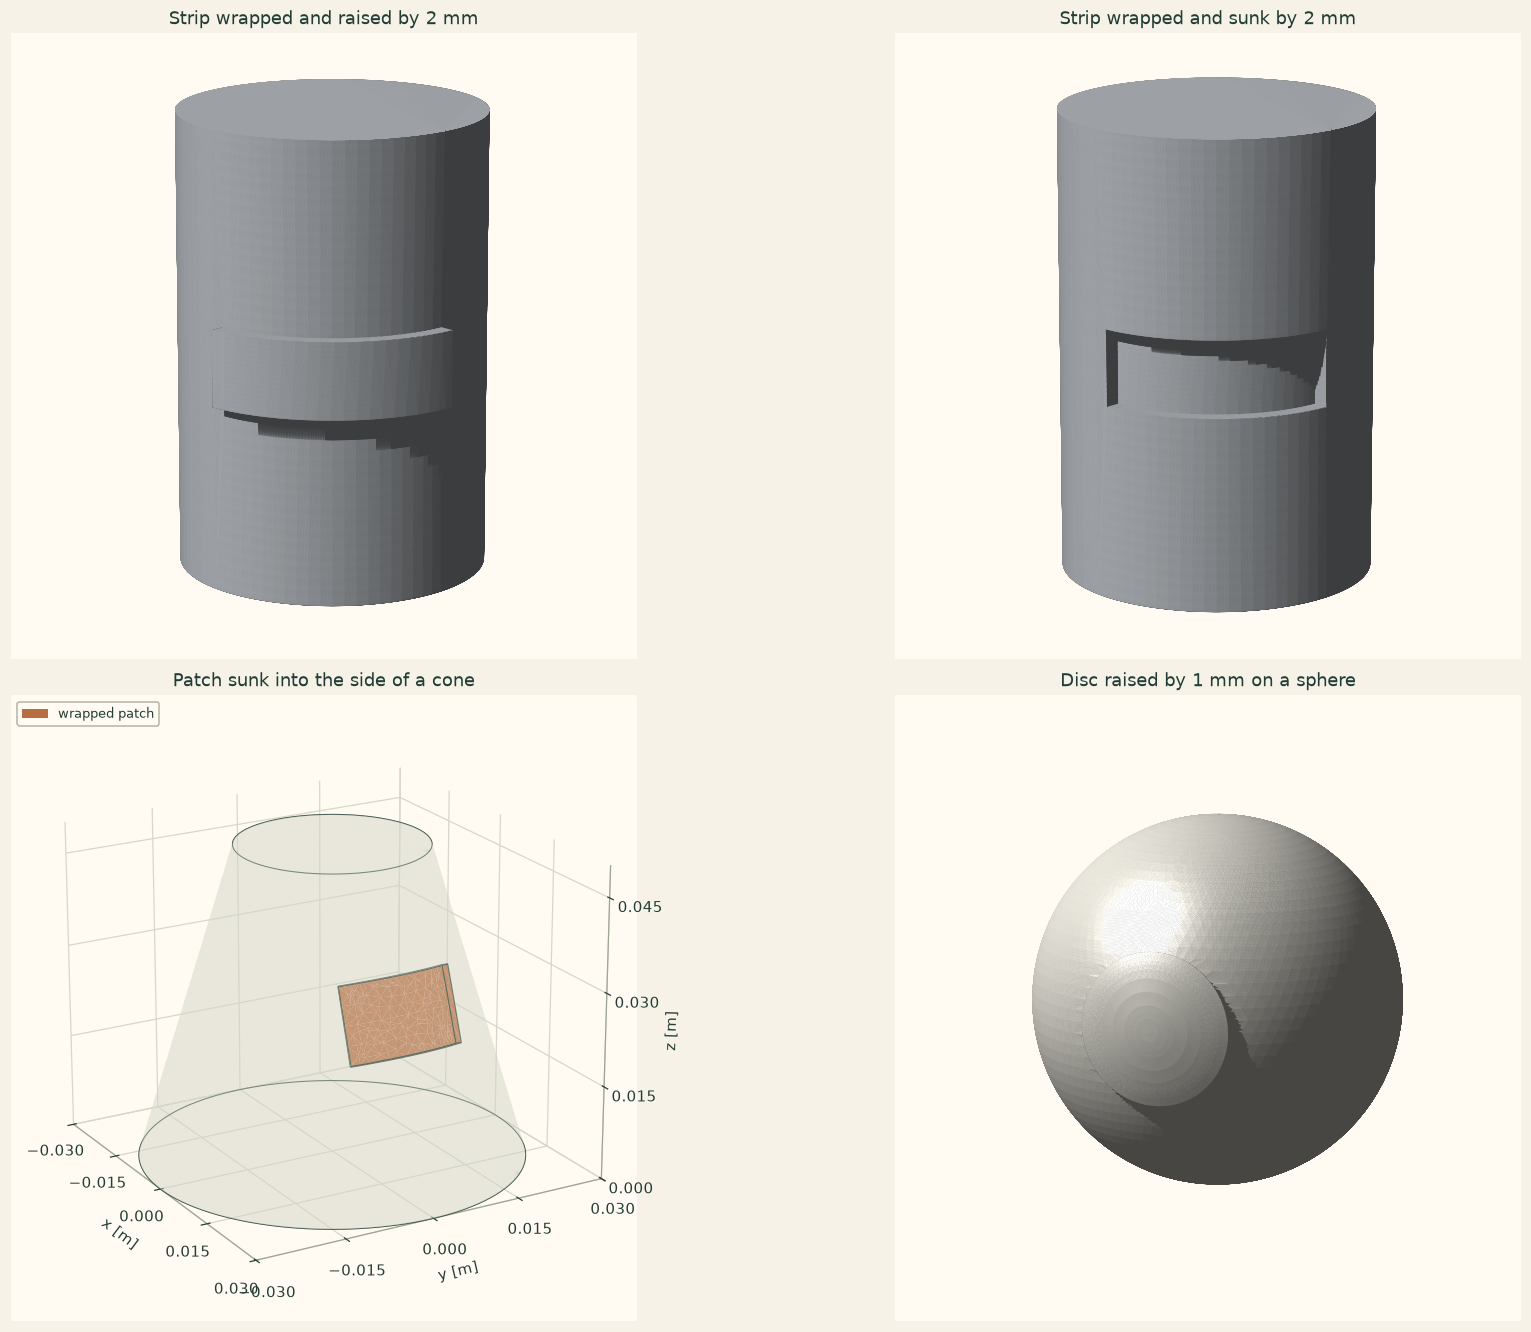 Strip wrapped and raised by 2 mm
Strip wrapped and sunk by 2 mm
Patch sunk into the side of a cone
Disc raised by 1 mm on a sphere
wrapped patch
0.045
0.030
0.015
0.000
z [m]
−0.030
−0.015
0.000
0.015
0.030
x [m]
−0.030
−0.015
0.000
0.015
0.030
y [m]